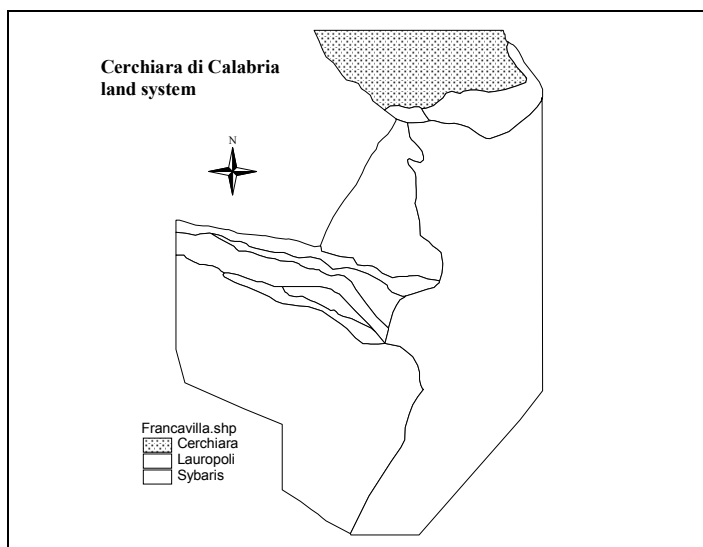 Cerchiara di Calabria
land system
N
Francavilla.shp
Cerchiara
Lauropoli
Sybaris